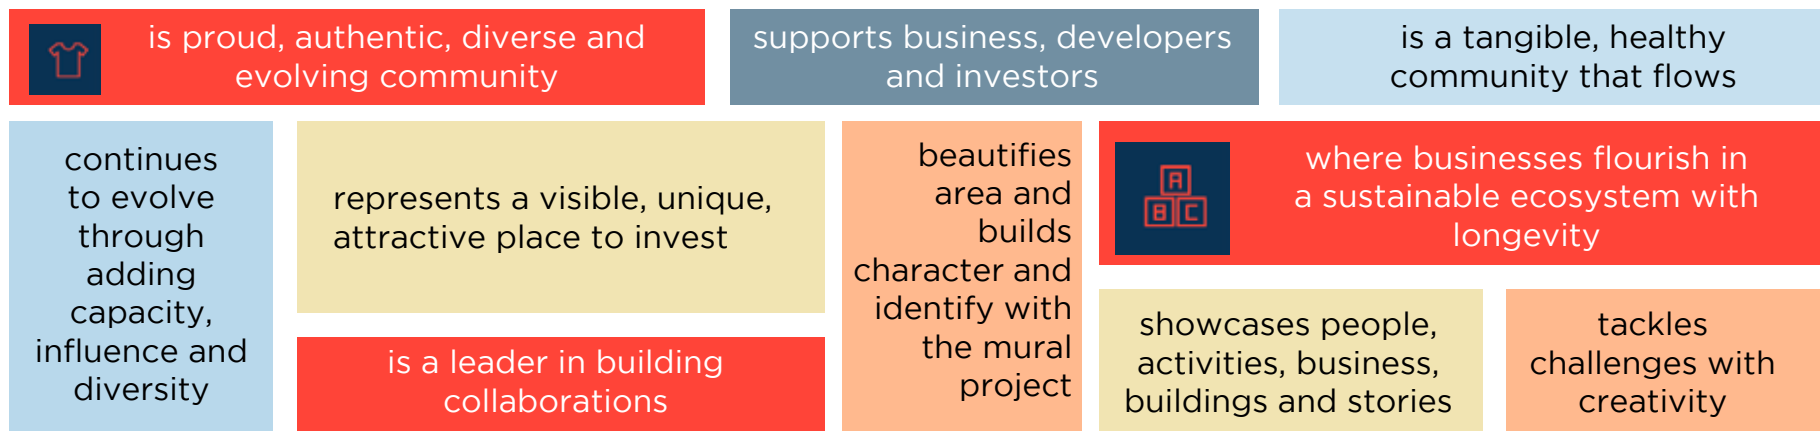 is proud, authentic, diverse and
evolving community
supports business, developers
and investors
is a tangible, healthy
community that flows
continues
to evolve
through
adding
capacity,
influence and
diversity
represents a visible, unique,
attractive place to invest
is a leader in building
collaborations
beautifies
area and
builds
character and
identify with
the mural
project
A
B C
where businesses flourish in
a sustainable ecosystem with
longevity
showcases people,
activities, business,
buildings and stories
tackles
challenges with
creativity